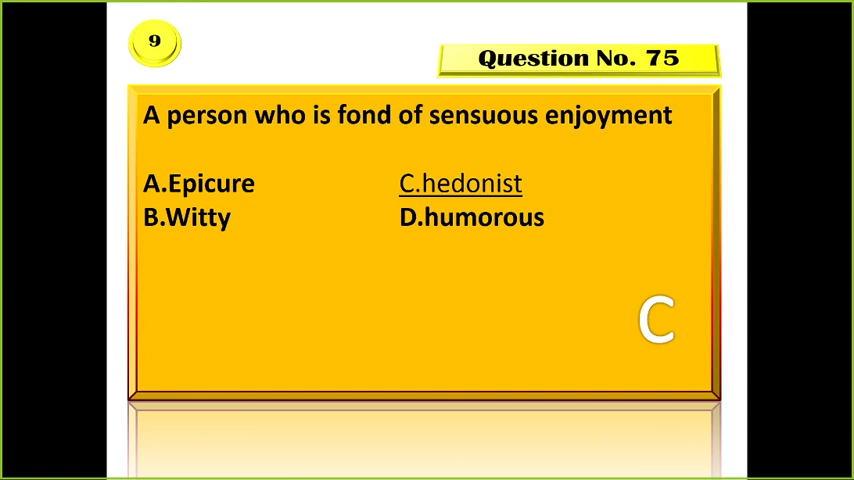 9
Question No. 75
A person who is fond of sensuous enjoyment
A.Epicure C.hedonist
B.Witty D.humorous
C